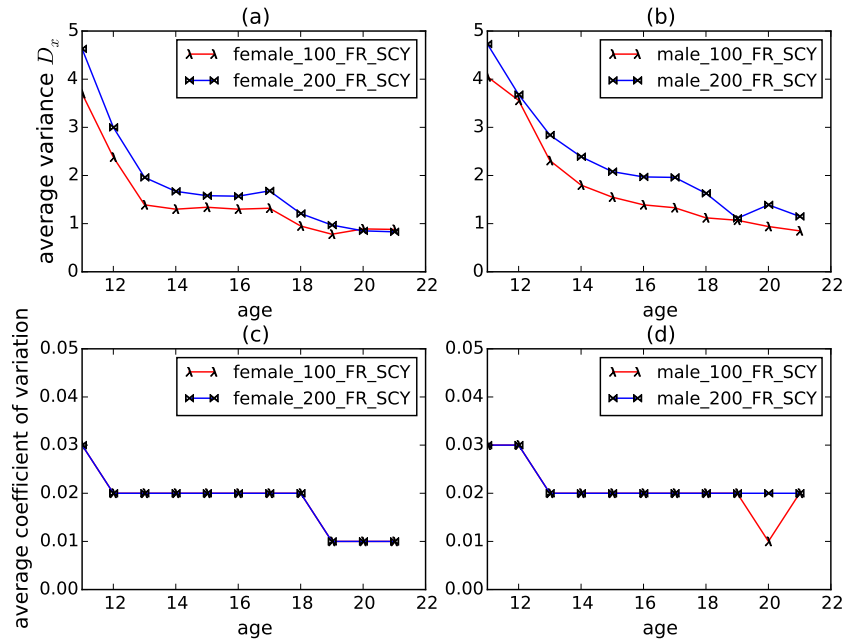 (a)
average variance D_x
5
4
3
2
1
0
female_100_FR_SCY
female_200_FR_SCY
12 14 16 18 20 22
age
(b)
5
4
3
2
1
0
male_100_FR_SCY
male_200_FR_SCY
12 14 16 18 20 22
age
(c)
average coefficient of variation
0.05
0.04
0.03
0.02
0.01
0.00
female_100_FR_SCY
female_200_FR_SCY
12 14 16 18 20 22
age
(d)
0.05
0.04
0.03
0.02
0.01
0.00
male_100_FR_SCY
male_200_FR_SCY
12 14 16 18 20 22
age